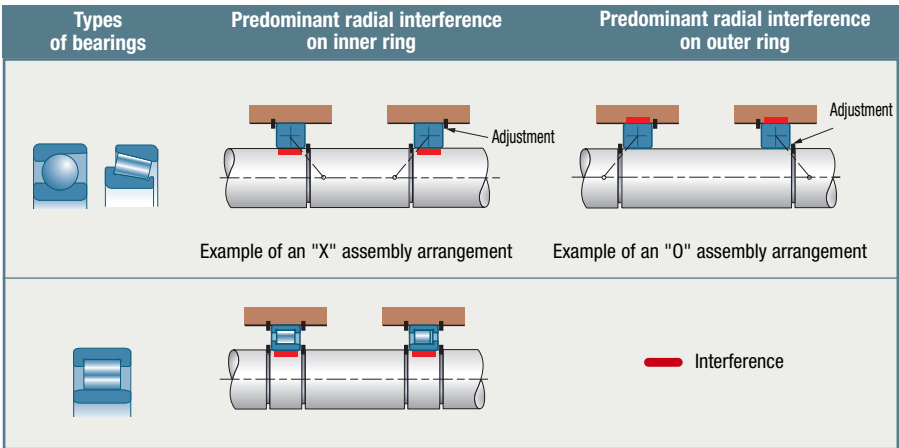 Types
of bearings
Predominant radial interference
on inner ring
Predominant radial interference
on outer ring
Adjustment
Adjustment
Example of an "X" assembly arrangement
Example of an "O" assembly arrangement
Interference